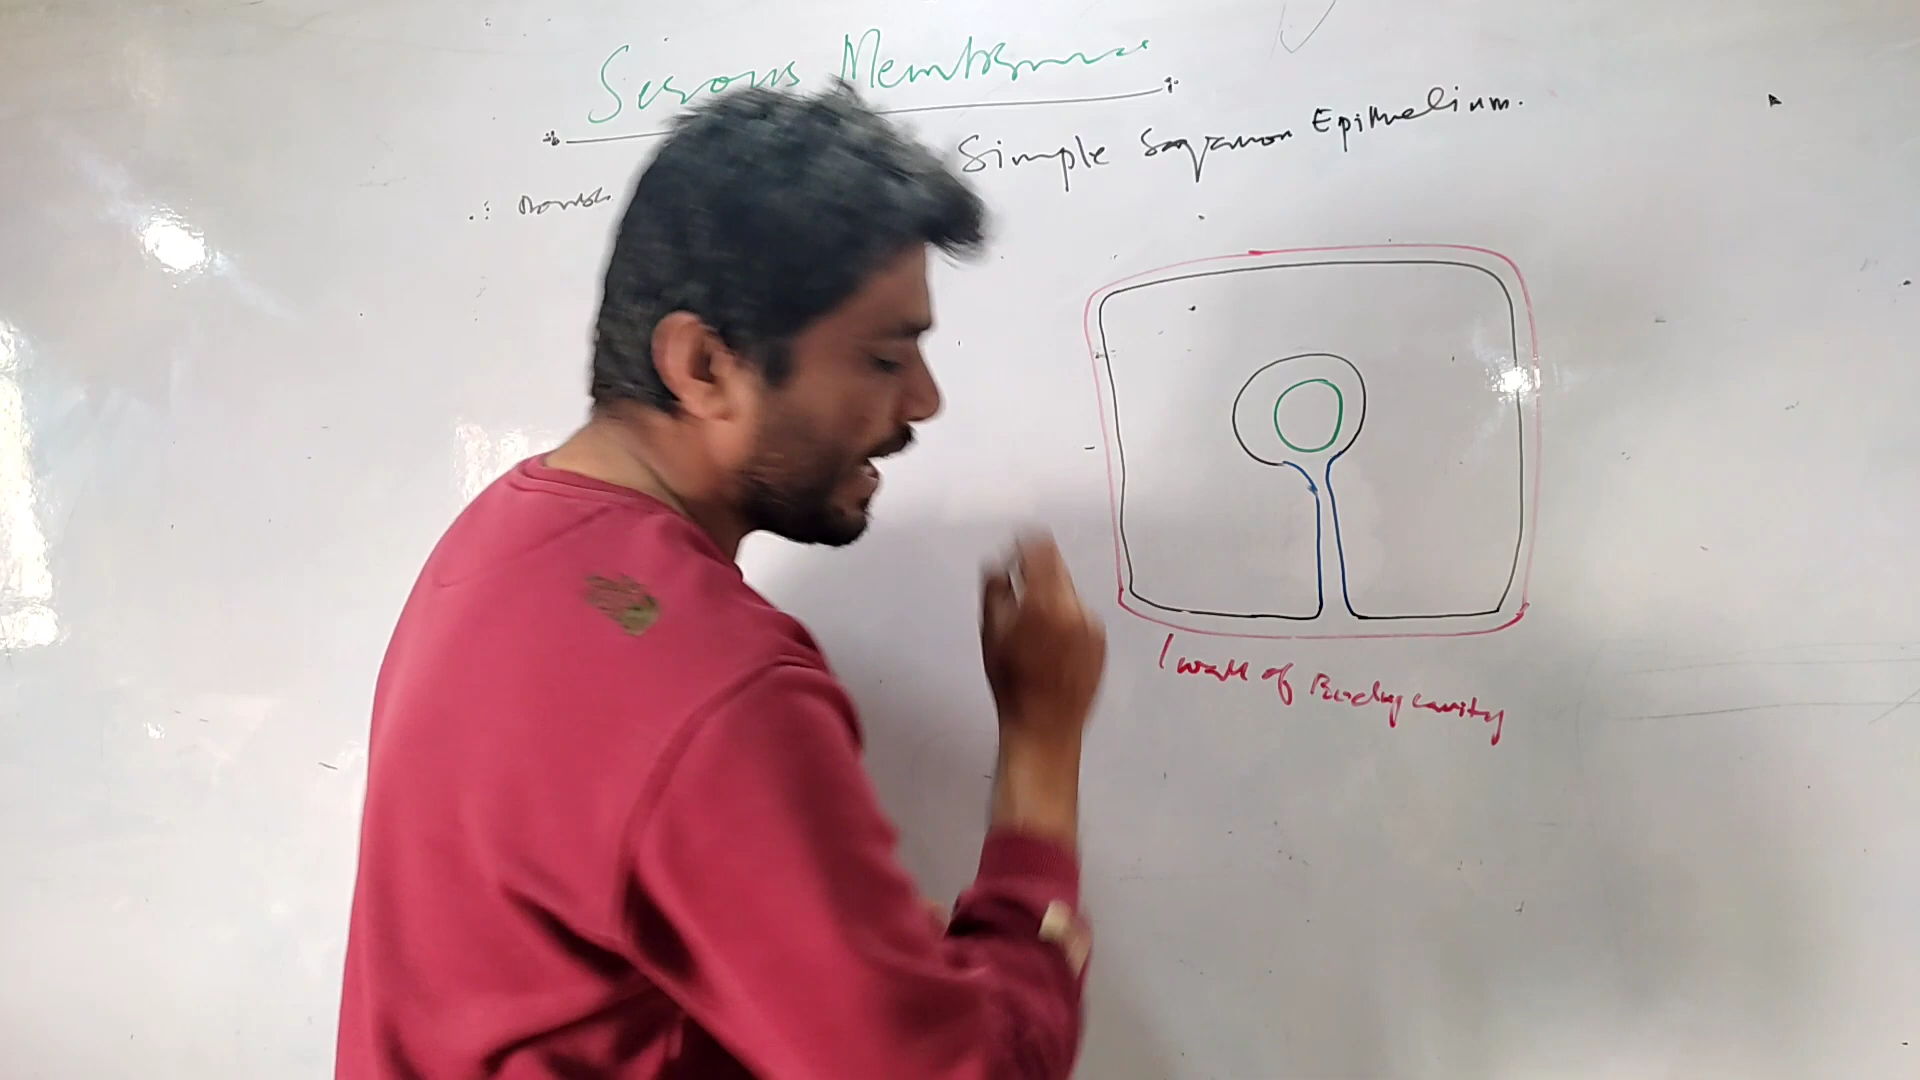 Serous Membrane
Simple Squamous Epithelium.
wall of Body cavity